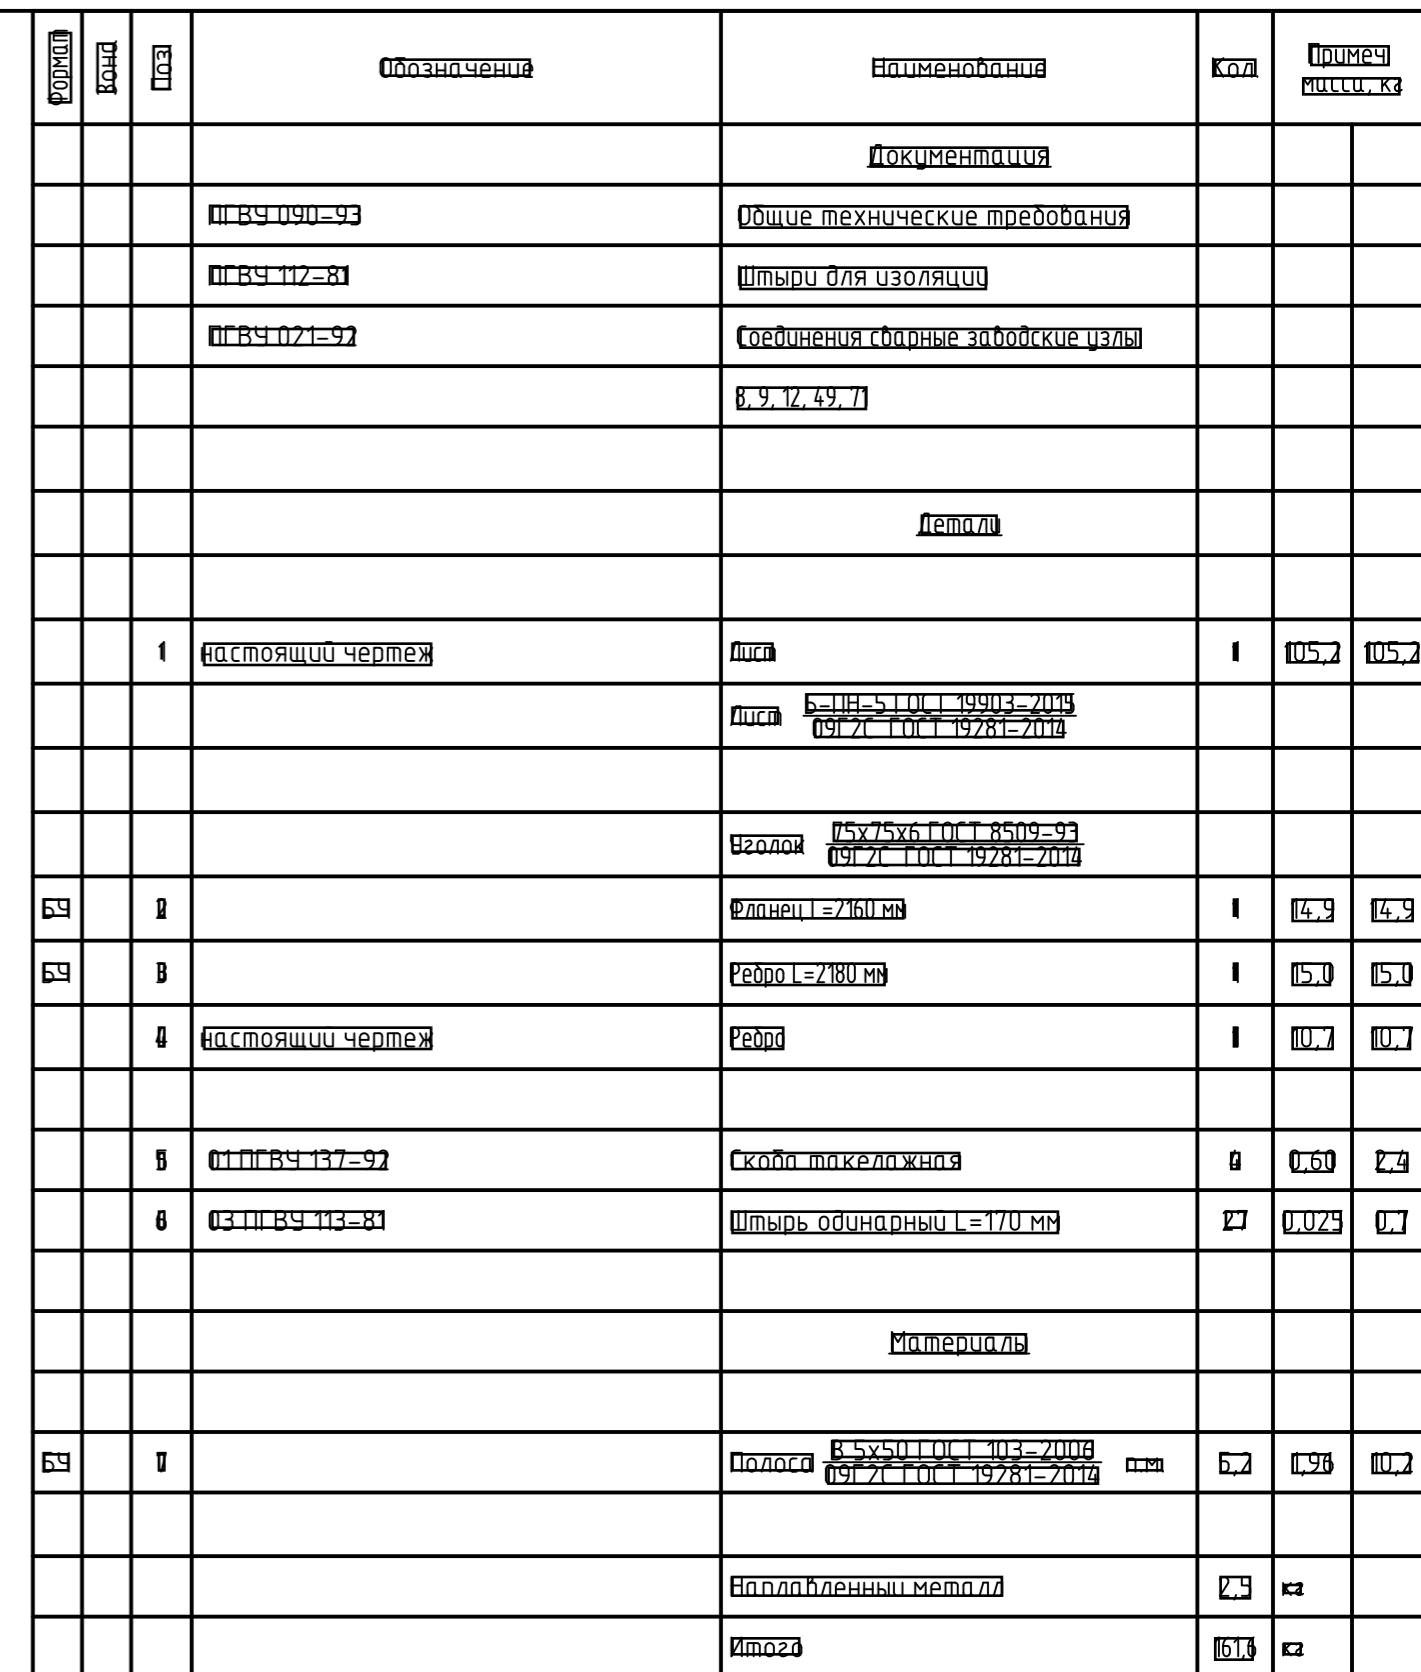 Формат Зона Поз Обозначение Наименование Кол Примеч
масса, кг
Документация
ПГВУ 090-93 Общие технические требования
ПГВУ 112-81 Штыри для изоляции
ПГВУ 021-92 Соединения сварные заводские узлы
8, 9, 12, 49, 71
Детали
1 настоящий чертеж Лист 1 105,2 105,2
Лист Б-ПН-5 ГОСТ 19903-2015
09Г2С ГОСТ 19281-2014
Уголок 75х75х6 ГОСТ 8509-93
09Г2С ГОСТ 19281-2014
БЧ 2 Фланец L=2160 мм 1 14,9 14,9
БЧ 3 Ребро L=2180 мм 1 15,0 15,0
4 настоящий чертеж Ребро 1 10,7 10,7
5 01 ПГВУ 137-92 Скоба такелажная 4 0,60 2,4
6 03 ПГВУ 113-81 Штырь одинарный L=170 мм 27 0,025 0,7
Материалы
БЧ 7 Полоса В 5х50 ГОСТ 103-2006 п.м. 5,2 1,96 10,2
09Г2С ГОСТ 19281-2014
Наплавленный металл 2,5 кг
Итого 161,6 кг